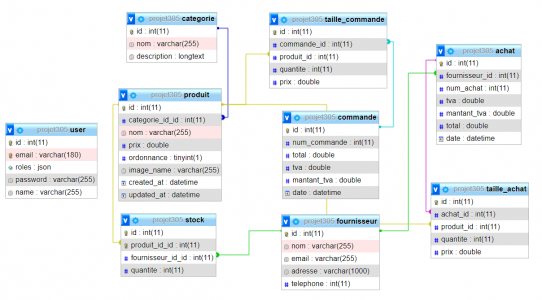 projet305 categorie
id : int(11)
nom : varchar(255)
description : longtext
projet305 taille_commande
id : int(11)
commande_id : int(11)
produit_id : int(11)
quantite : int(11)
prix : double
projet305 achat
id : int(11)
fournisseur_id : int(11)
num_achat : int(11)
tva : double
mantant_tva : double
total : double
date : datetime
projet305 produit
id : int(11)
categorie_id_id : int(11)
nom : varchar(255)
prix : double
ordonnance : tinyint(1)
image_name : varchar(255)
created_at : datetime
updated_at : datetime
projet305 commande
id : int(11)
num_commande : int(11)
total : double
tva : double
mantant_tva : double
date : datetime
projet305 user
id : int(11)
email : varchar(180)
roles : json
password : varchar(255)
name : varchar(255)
projet305 taille_achat
id : int(11)
achat_id : int(11)
produit_id : int(11)
quantite : int(11)
prix : double
projet305 stock
id : int(11)
produit_id_id : int(11)
fournisseur_id_id : int(11)
quantite : int(11)
projet305 fournisseur
id : int(11)
nom : varchar(255)
email : varchar(255)
adresse : varchar(1000)
telephone : int(11)